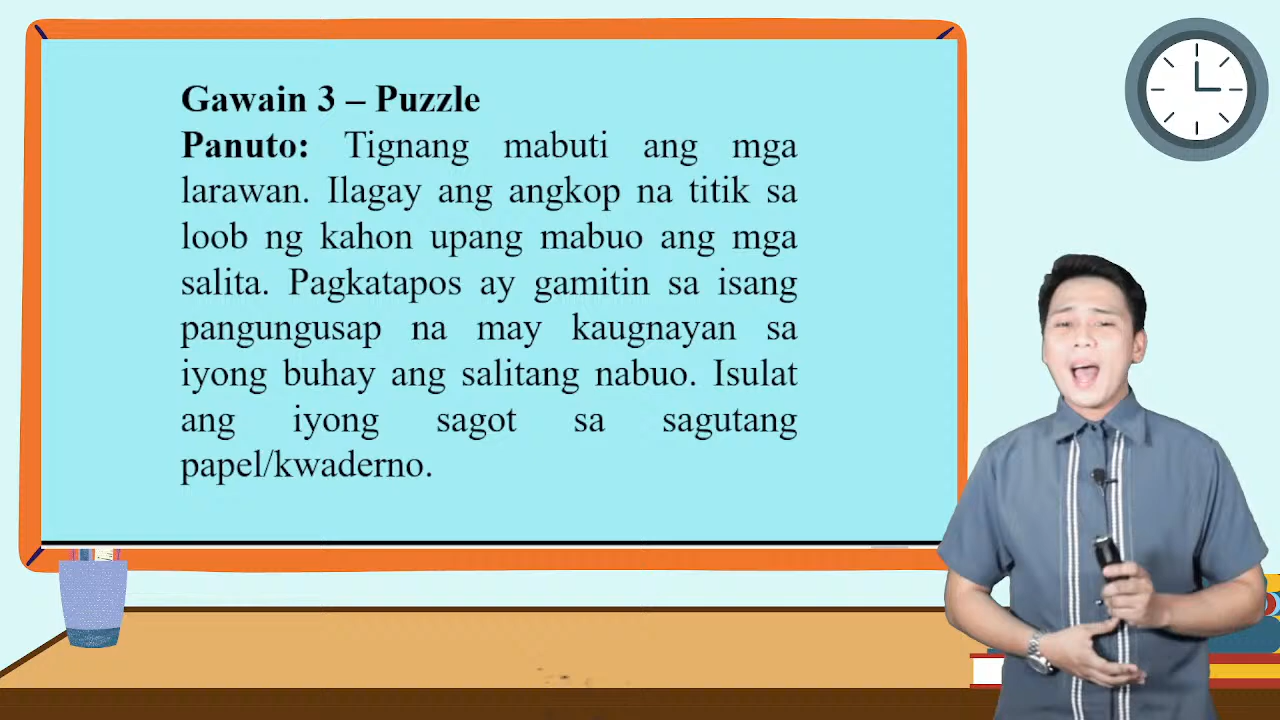 Gawain 3 – Puzzle
Panuto: Tignang mabuti ang mga
larawan. Ilagay ang angkop na titik sa
loob ng kahon upang mabuo ang mga
salita. Pagkatapos ay gamitin sa isang
pangungusap na may kaugnayan sa
iyong buhay ang salitang nabuo. Isulat
ang iyong sagot sa sagutang
papel/kwaderno.